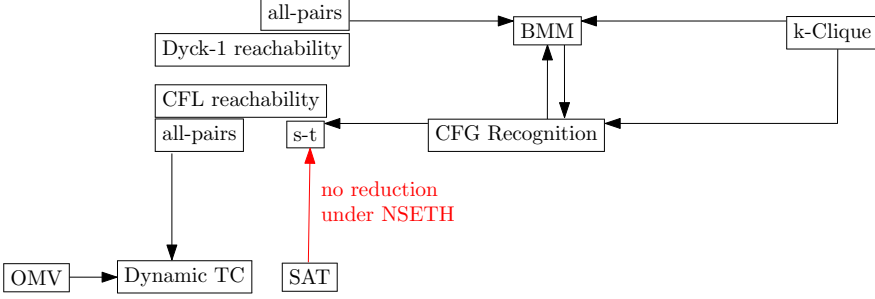 all-pairs
BMM
k-Clique
Dyck-1 reachability
CFL reachability
all-pairs
s-t
CFG Recognition
no reduction
under NSETH
OMV
Dynamic TC
SAT